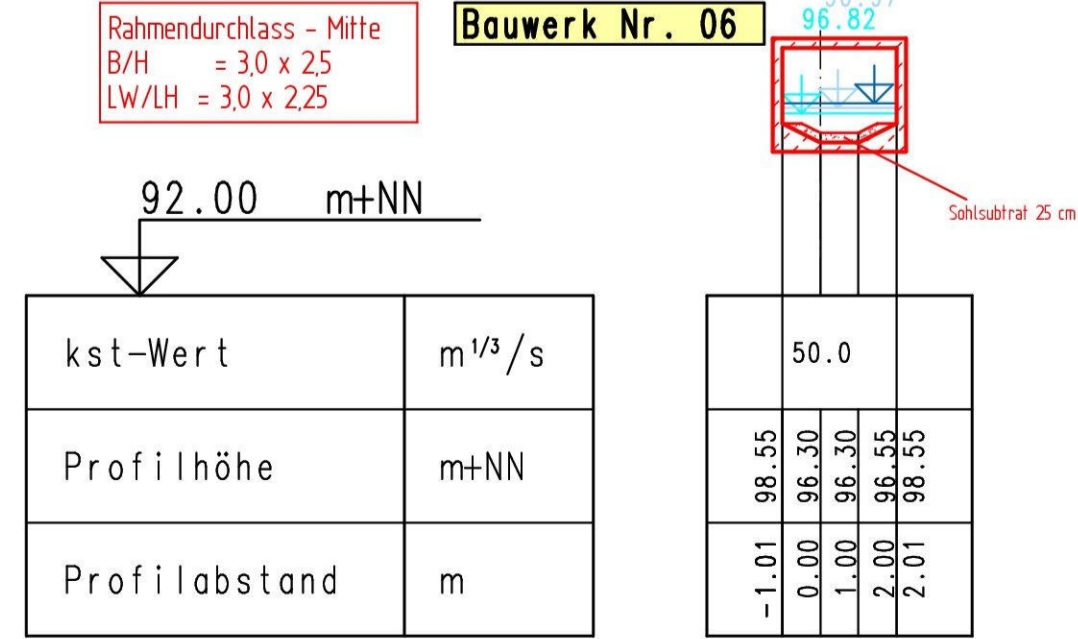 Rahmendurchlass - Mitte
B/H = 3,0 x 2,5
LW/LH = 3,0 x 2,25
Bauwerk Nr. 06
96.82
92.00 m+NN
Sohlsubtrat 25 cm
kst-Wert m¹/³/s 50.0
Profilhöhe m+NN 98.55 96.30 96.30 96.55 98.55
Profilabstand m -1.01 0.00 1.00 2.00 2.01